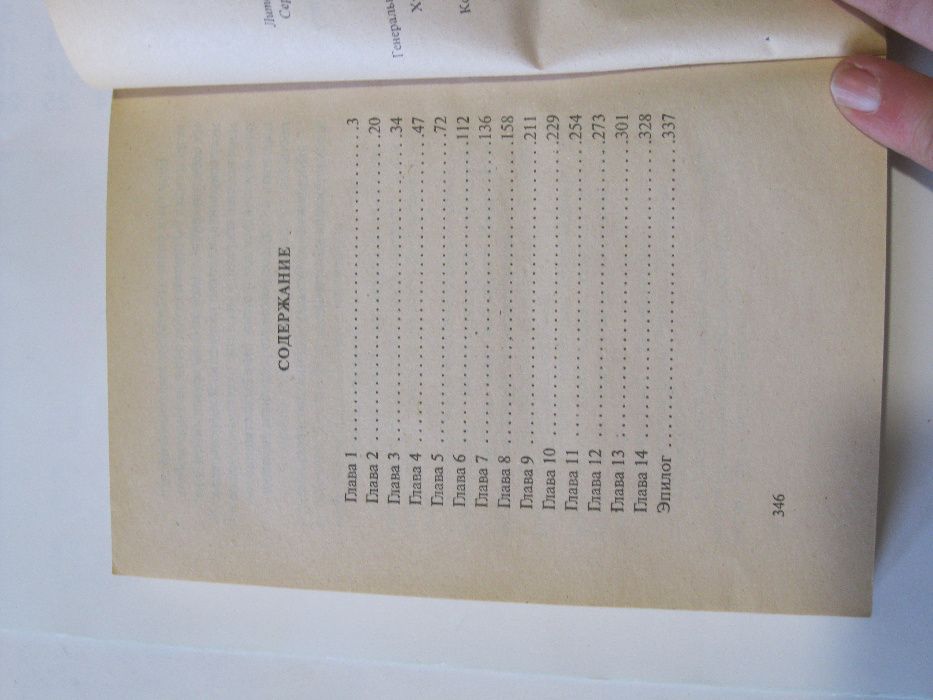 СОДЕРЖАНИЕ
Глава 1 . . . . . . . . . . . . . . . . . . . . . . . . . . . . . . .3
Глава 2 . . . . . . . . . . . . . . . . . . . . . . . . . . . . . . .20
Глава 3 . . . . . . . . . . . . . . . . . . . . . . . . . . . . . . .34
Глава 4 . . . . . . . . . . . . . . . . . . . . . . . . . . . . . . .47
Глава 5 . . . . . . . . . . . . . . . . . . . . . . . . . . . . . . .72
Глава 6 . . . . . . . . . . . . . . . . . . . . . . . . . . . . . . .112
Глава 7 . . . . . . . . . . . . . . . . . . . . . . . . . . . . . . .136
Глава 8 . . . . . . . . . . . . . . . . . . . . . . . . . . . . . . .158
Глава 9 . . . . . . . . . . . . . . . . . . . . . . . . . . . . . . .211
Глава 10 . . . . . . . . . . . . . . . . . . . . . . . . . . . . . . .229
Глава 11 . . . . . . . . . . . . . . . . . . . . . . . . . . . . . . .254
Глава 12 . . . . . . . . . . . . . . . . . . . . . . . . . . . . . . .273
Глава 13 . . . . . . . . . . . . . . . . . . . . . . . . . . . . . . .301
Глава 14 . . . . . . . . . . . . . . . . . . . . . . . . . . . . . . .328
Эпилог . . . . . . . . . . . . . . . . . . . . . . . . . . . . . . .337
346